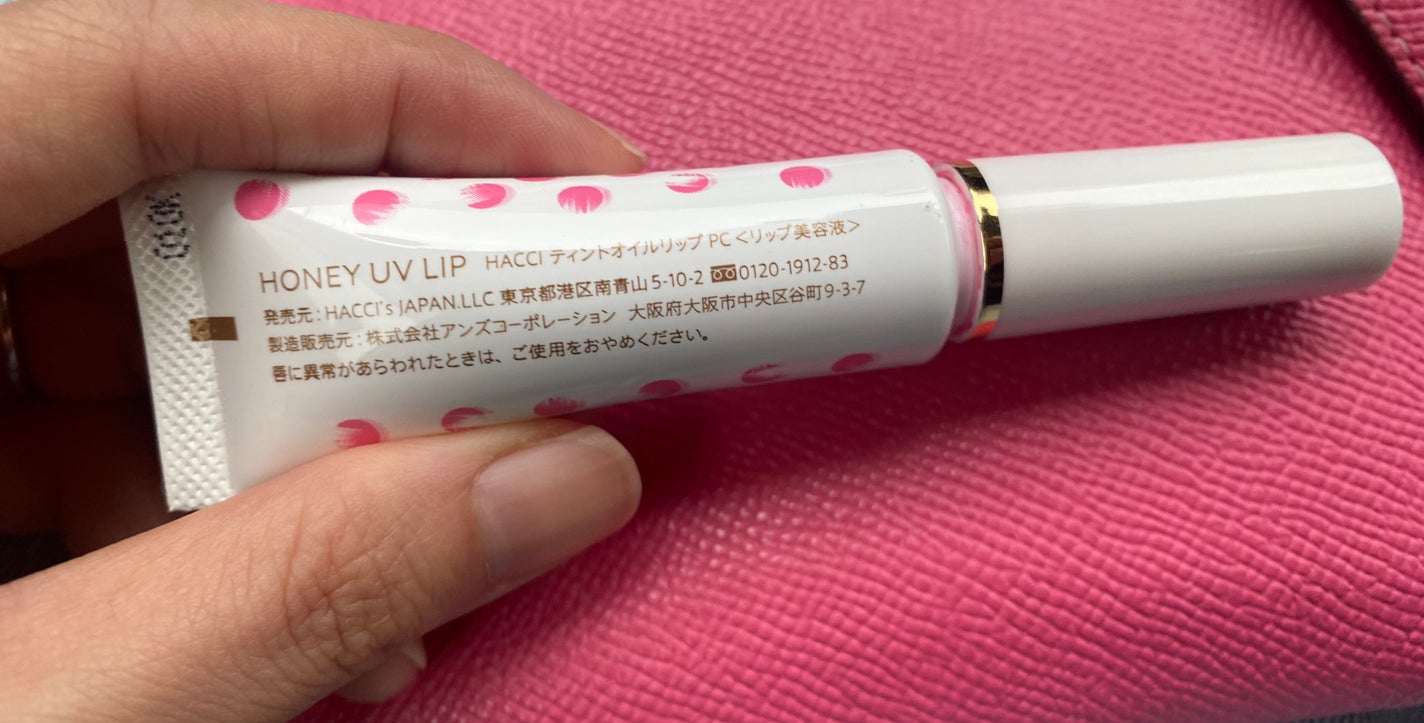 HONEY UV LIP HACCI ティントオイルリップ PC <リップ美容液>
発売元:HACCI's JAPAN.LLC 東京都港区南青山5-10-2 0120-1912-83
製造販売元:株式会社アンズコーポレーション 大阪府大阪市中央区谷町9-3-7
唇に異常があらわれたときは、ご使用をおやめください。